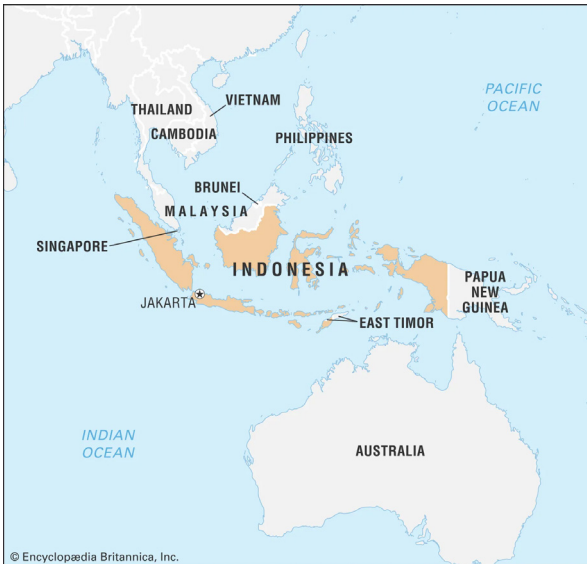 PACIFIC
OCEAN
THAILAND
VIETNAM
CAMBODIA
PHILIPPINES
BRUNEI
MALAYSIA
SINGAPORE
INDONESIA
PAPUA
NEW
GUINEA
JAKARTA
EAST TIMOR
INDIAN
OCEAN
AUSTRALIA
© Encyclopædia Britannica, Inc.